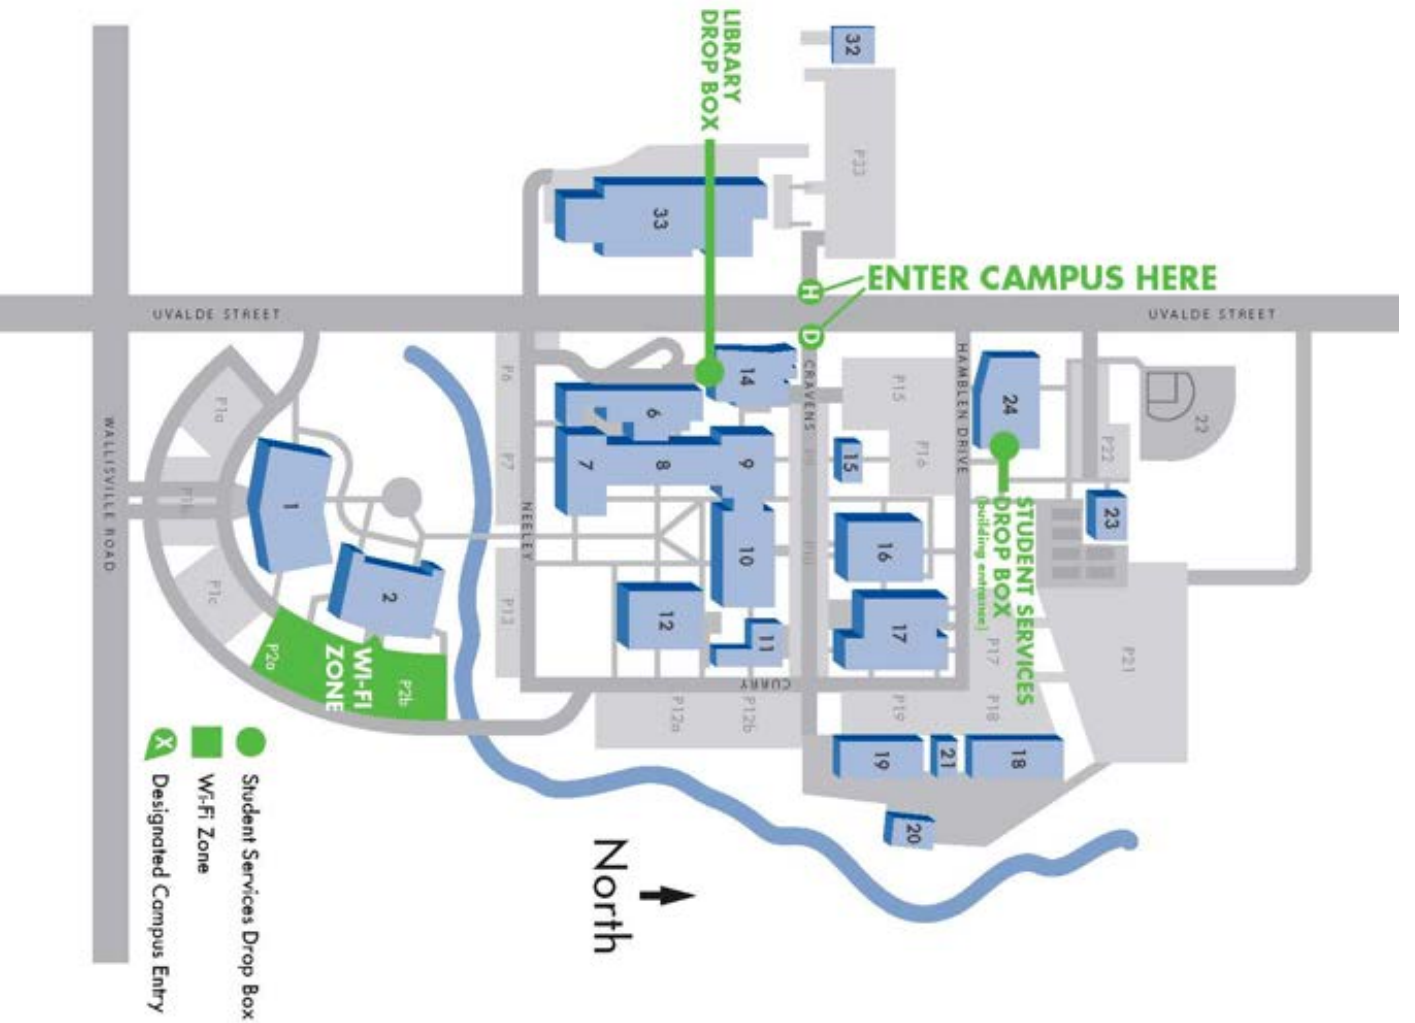 LIBRARY
DROP BOX
32
P33
33
H
ENTER CAMPUS HERE
D
UVALDE STREET
UVALDE STREET
WALLISVILLE ROAD
NEELEY
CRAVENS
HAMBLEN DRIVE
CURRY
P6
P7
P13
14
6
7
8
9
10
11
12
15
16
17
24
22
23
P15
P16
P22
P21
P17
P18
P19
P12a
P12b
STUDENT SERVICES
DROP BOX
(building entrance)
P1a
P1c
1
2
P2a
WI-FI
ZONE
P2b
19
21
18
20
North
Student Services Drop Box
Wi-Fi Zone
X
Designated Campus Entry